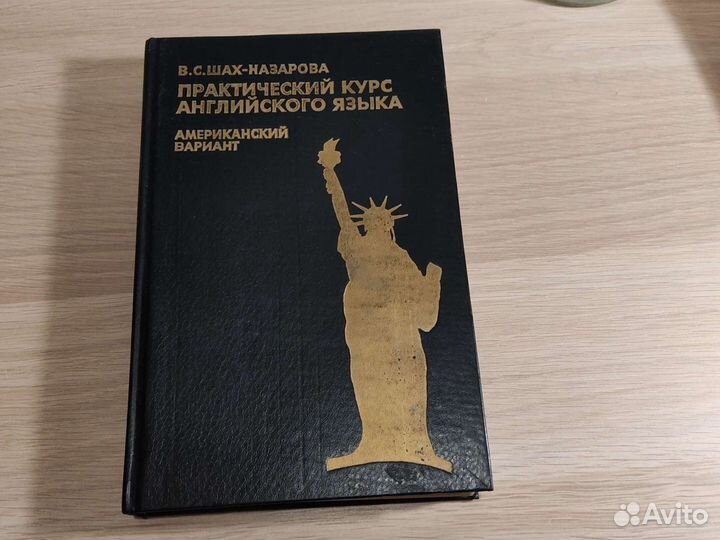 В.С.ШАХ-НАЗАРОВА
ПРАКТИЧЕСКИЙ КУРС
АНГЛИЙСКОГО ЯЗЫКА
АМЕРИКАНСКИЙ
ВАРИАНТ
Avito